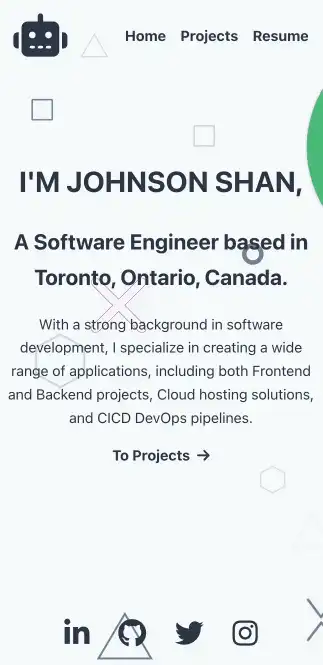 Home Projects Resume
I'M JOHNSON SHAN,
A Software Engineer based in
Toronto, Ontario, Canada.
With a strong background in software
development, I specialize in creating a wide
range of applications, including both Frontend
and Backend projects, Cloud hosting solutions,
and CICD DevOps pipelines.
To Projects →
in